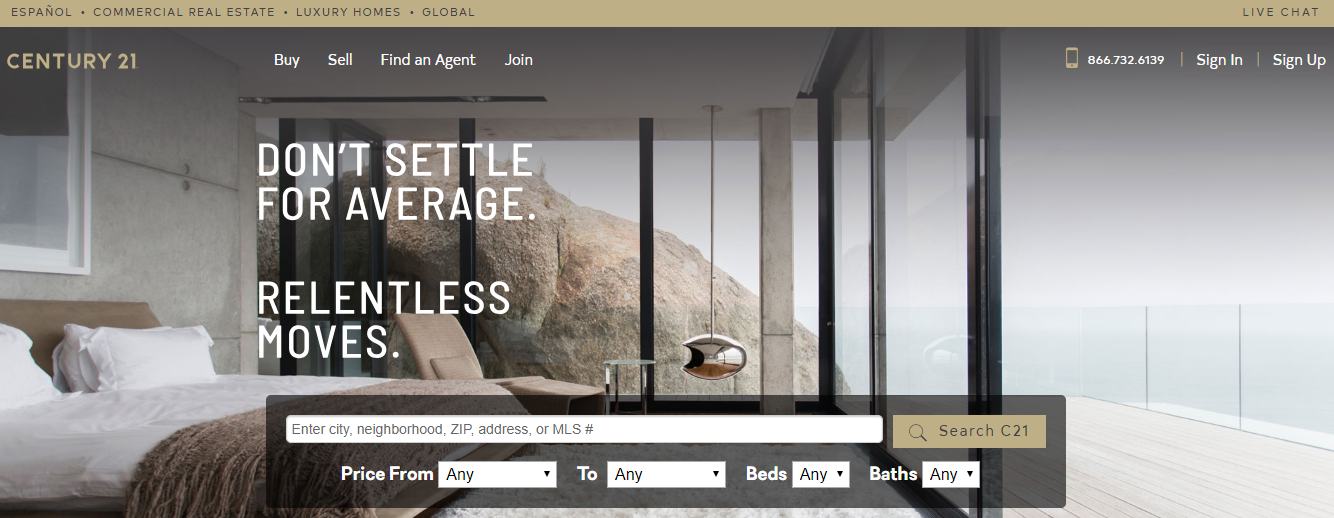 ESPAÑOL • COMMERCIAL REAL ESTATE • LUXURY HOMES • GLOBAL LIVE CHAT
CENTURY 21 Buy Sell Find an Agent Join 866.732.6139 | Sign In | Sign Up
DON'T SETTLE
FOR AVERAGE.
RELENTLESS
MOVES.
Enter city, neighborhood, ZIP, address, or MLS # Search C21
Price From Any To Any Beds Any Baths Any